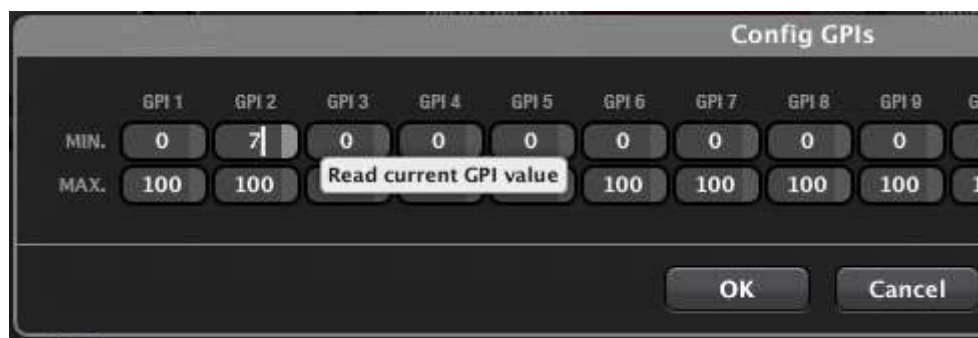 Config GPIs
GPI 1 GPI 2 GPI 3 GPI 4 GPI 5 GPI 6 GPI 7 GPI 8 GPI 9
MIN. 0 7 0 0 0 0 0 0 0
MAX. 100 100 Read current GPI value 100 100 100 100
OK Cancel